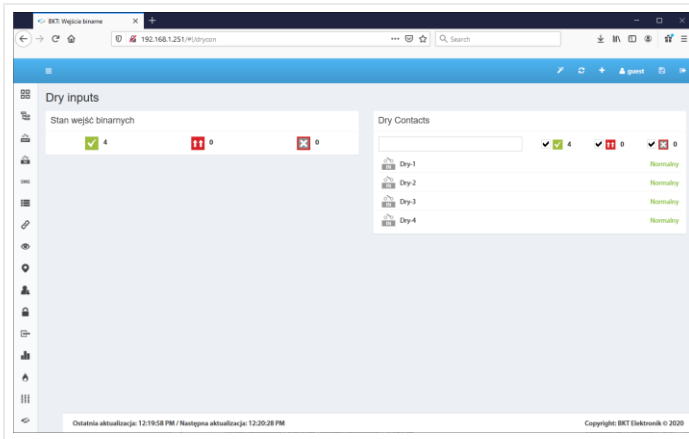 BKT: Wejścia binarne
192.168.1.251/#!/drycon
Search
guest
Dry inputs
Stan wejść binarnych
4
0
0
Dry Contacts
4
0
0
Dry-1
Normalny
Dry-2
Normalny
Dry-3
Normalny
Dry-4
Normalny
Ostatnia aktualizacja: 12:19:58 PM / Następna aktualizacja: 12:20:28 PM
Copyright: BKT Elektronik © 2020